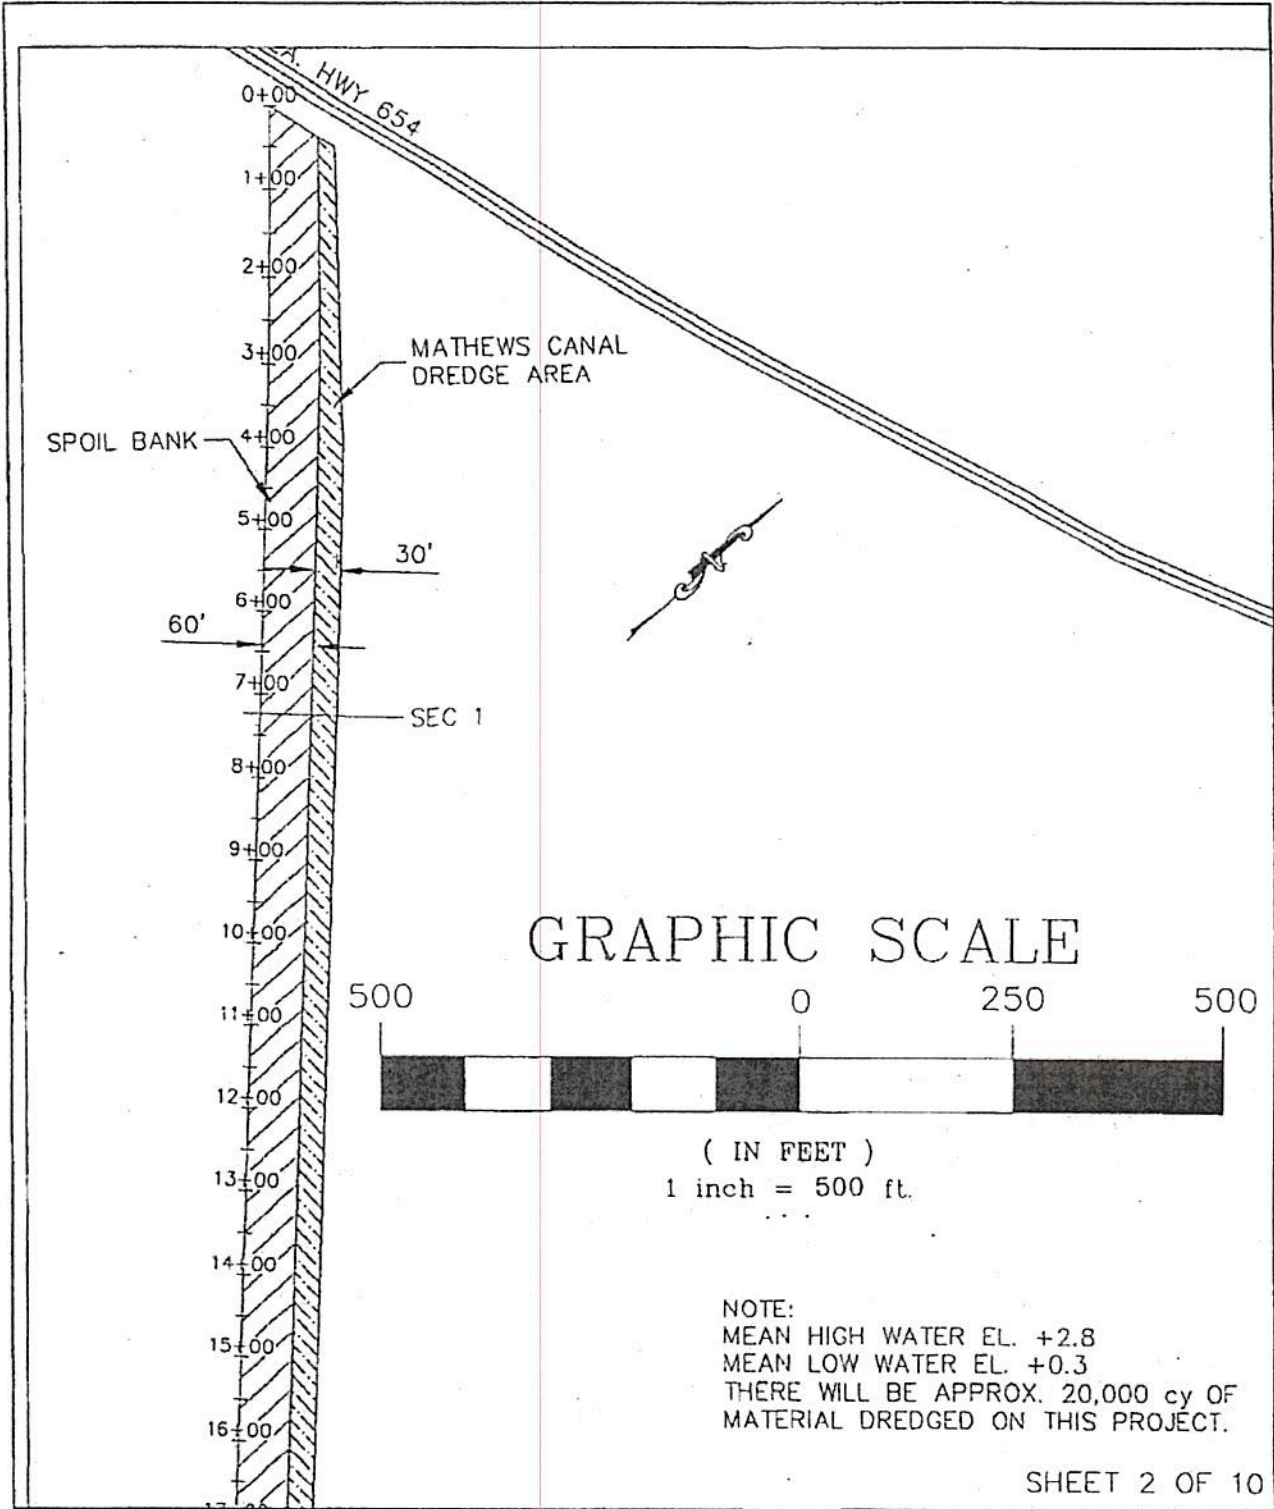 LA. HWY 654
0+00
1+00
2+00
3+00
MATHEWS CANAL
DREDGE AREA
SPOIL BANK
4+00
5+00
30'
6+00
60'
7+00
SEC 1
8+00
9+00
10+00
GRAPHIC SCALE
11+00
500 0 250 500
12+00
( IN FEET )
13+00
1 inch = 500 ft.
14+00
NOTE:
MEAN HIGH WATER EL. +2.8
15+00
MEAN LOW WATER EL. +0.3
THERE WILL BE APPROX. 20,000 cy OF
MATERIAL DREDGED ON THIS PROJECT.
16+00
SHEET 2 OF 10